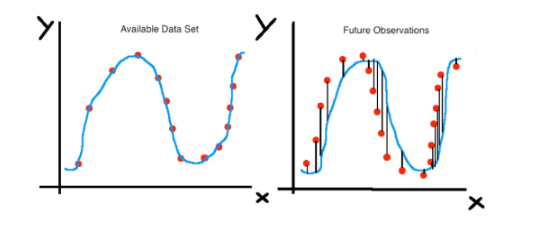 Y
Available Data Set
X
Y
Future Observations
X